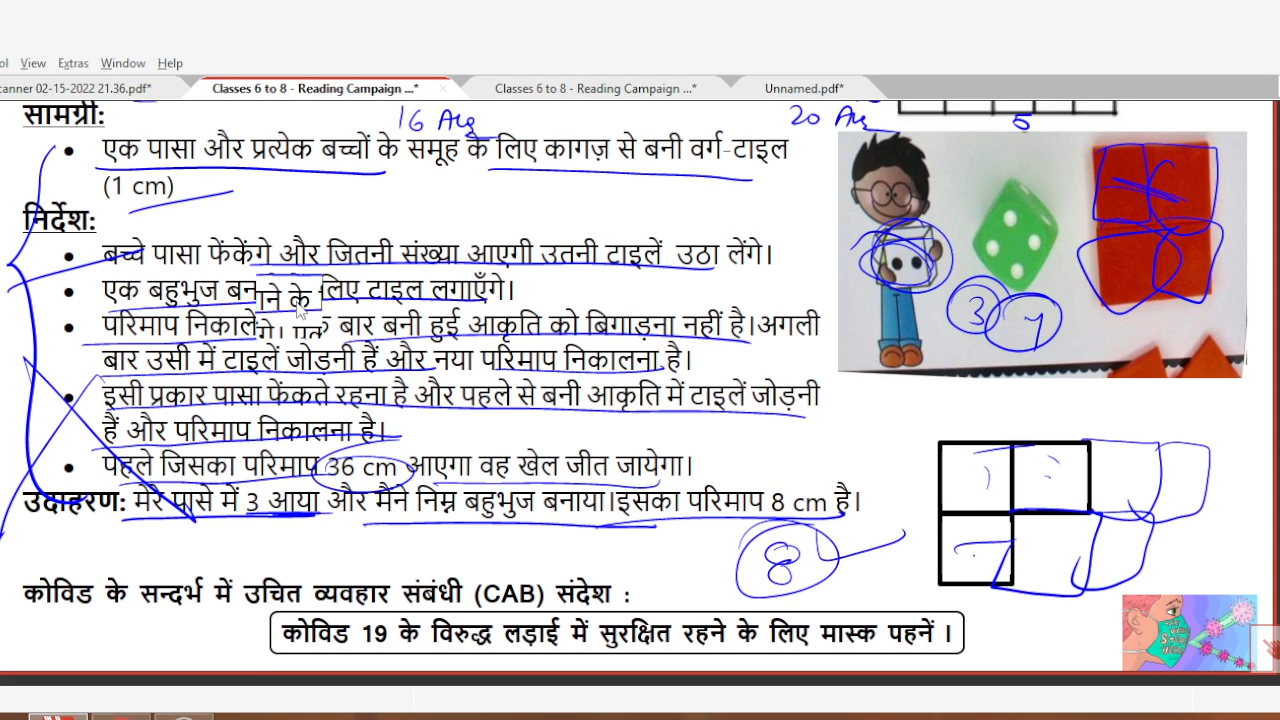 View Extras Window Help
canner 02-15-2022 21.36.pdf* Classes 6 to 8 - Reading Campaign ...* Classes 6 to 8 - Reading Campaign ...* Unnamed.pdf*
सामग्री:
16 Aug 20 Aug 5
• एक पासा और प्रत्येक बच्चों के समूह के लिए कागज़ से बनी वर्ग-टाइल
(1 cm)
निर्देश:
• बच्चे पासा फेंकेंगे और जितनी संख्या आएगी उतनी टाइलें उठा लेंगे।
• एक बहुभुज बनाने के लिए टाइल लगाएँगे।
• परिमाप निकालेंगे। एक बार बनी हुई आकृति को बिगाड़ना नहीं है।अगली
बार उसी में टाइलें जोड़नी हैं और नया परिमाप निकालना है।
• इसी प्रकार पासा फेंकते रहना है और पहले से बनी आकृति में टाइलें जोड़नी
हैं और परिमाप निकालना है।
• पहले जिसका परिमाप 36 cm आएगा वह खेल जीत जायेगा।
उदाहरण: मेरे पासे में 3 आया और मैने निम्न बहुभुज बनाया।इसका परिमाप 8 cm है।
3
8
कोविड के सन्दर्भ में उचित व्यवहार संबंधी (CAB) संदेश :
कोविड 19 के विरुद्ध लड़ाई में सुरक्षित रहने के लिए मास्क पहनें ।